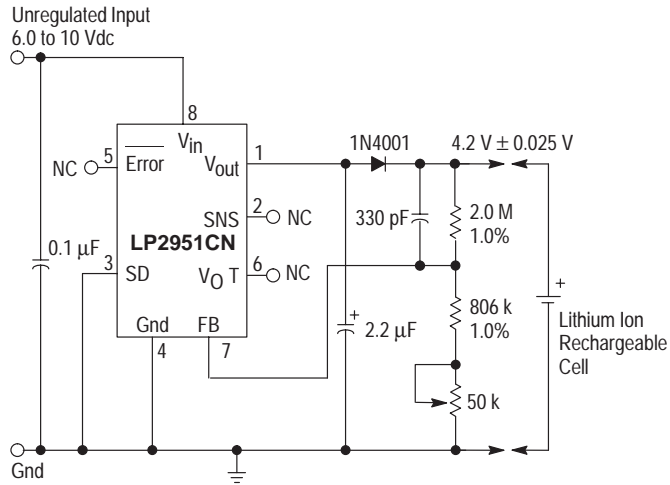 Unregulated Input
6.0 to 10 Vdc
8
Vin
1N4001
4.2 V ± 0.025 V
NC
5
Error
Vout
1
SNS
2
NC
330 pF
2.0 M
1.0%
LP2951CN
0.1 µF
3
SD
VO T
6
NC
806 k
1.0%
+
Lithium Ion
Rechargeable
Cell
Gnd
FB
4
7
+
2.2 µF
50 k
Gnd